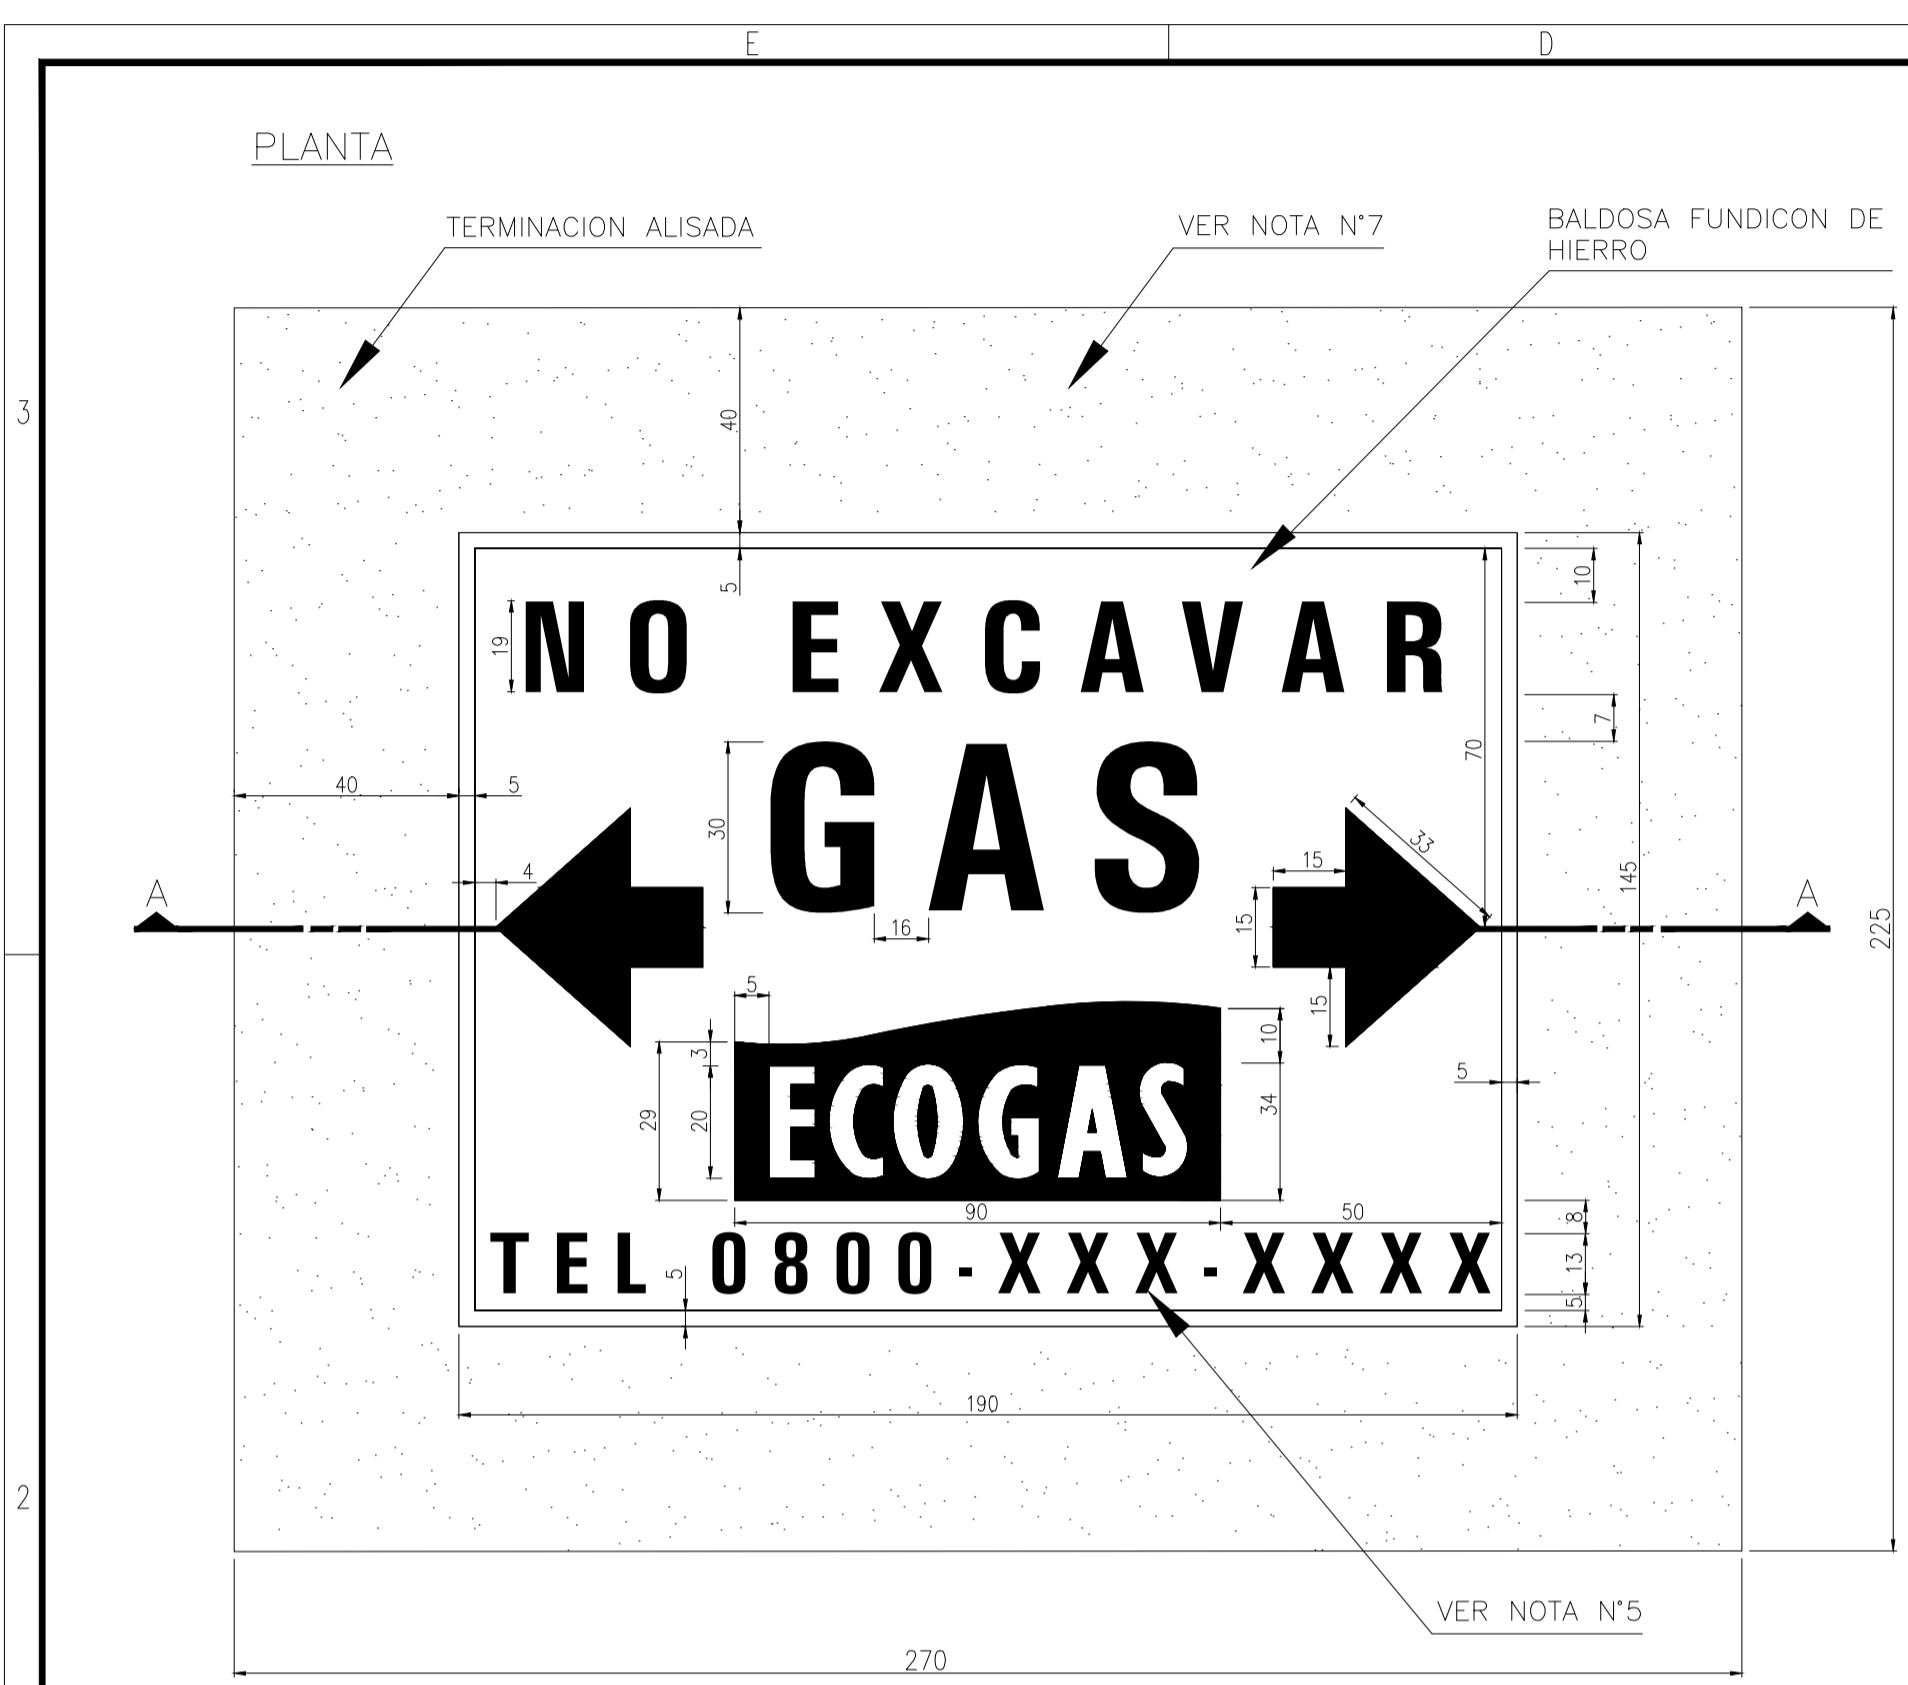 E
D
PLANTA
TERMINACION ALISADA
VER NOTA N°7
BALDOSA FUNDICON DE
HIERRO
3
40
5
10
19
NO EXCAVAR
7
70
40
5
GAS
30
33
15
4
145
A
A
15
16
225
5
15
10
3
5
ECOGAS
29
20
34
90
50
8
TEL 0800-XXX-XXXX
5
13
5
190
2
VER NOTA N°5
270